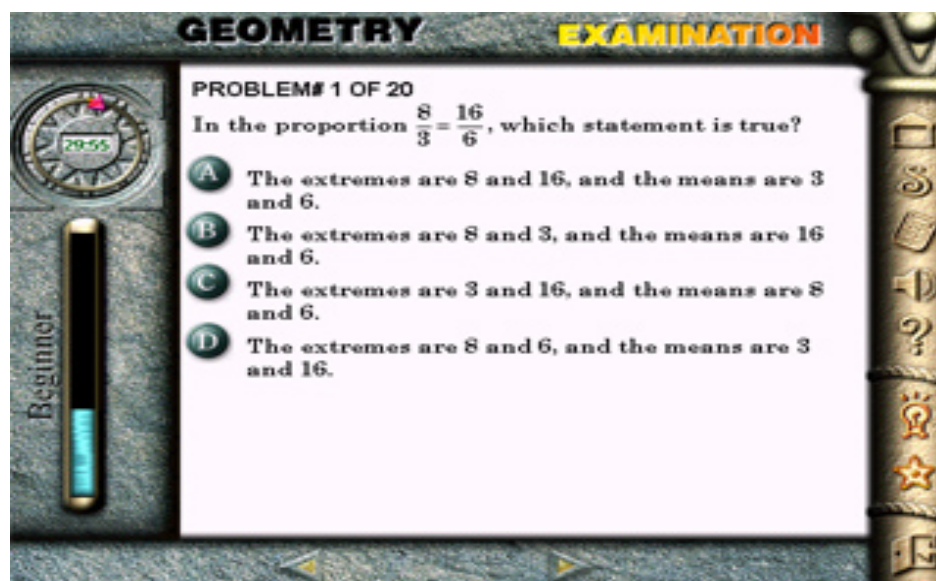 GEOMETRY EXAMINATION
29:55
PROBLEM# 1 OF 20
In the proportion 8/3 = 16/6, which statement is true?
A The extremes are 8 and 16, and the means are 3
and 6.
B The extremes are 8 and 3, and the means are 16
and 6.
C The extremes are 3 and 16, and the means are 8
and 6.
D The extremes are 8 and 6, and the means are 3
and 16.
Beginner
?